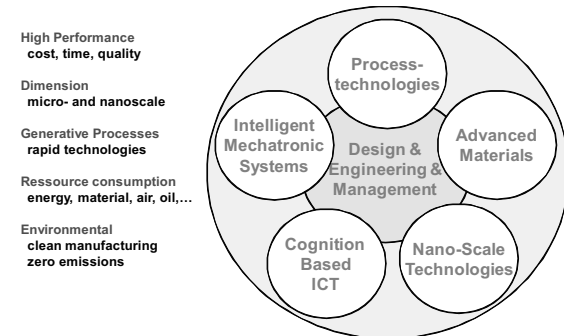 High Performance
cost, time, quality
Dimension
micro- and nanoscale
Generative Processes
rapid technologies
Ressource consumption
energy, material, air, oil,...
Environmental
clean manufacturing
zero emissions
Process-
technologies
Intelligent
Mechatronic
Systems
Advanced
Materials
Design &
Engineering &
Management
Cognition
Based
ICT
Nano-Scale
Technologies